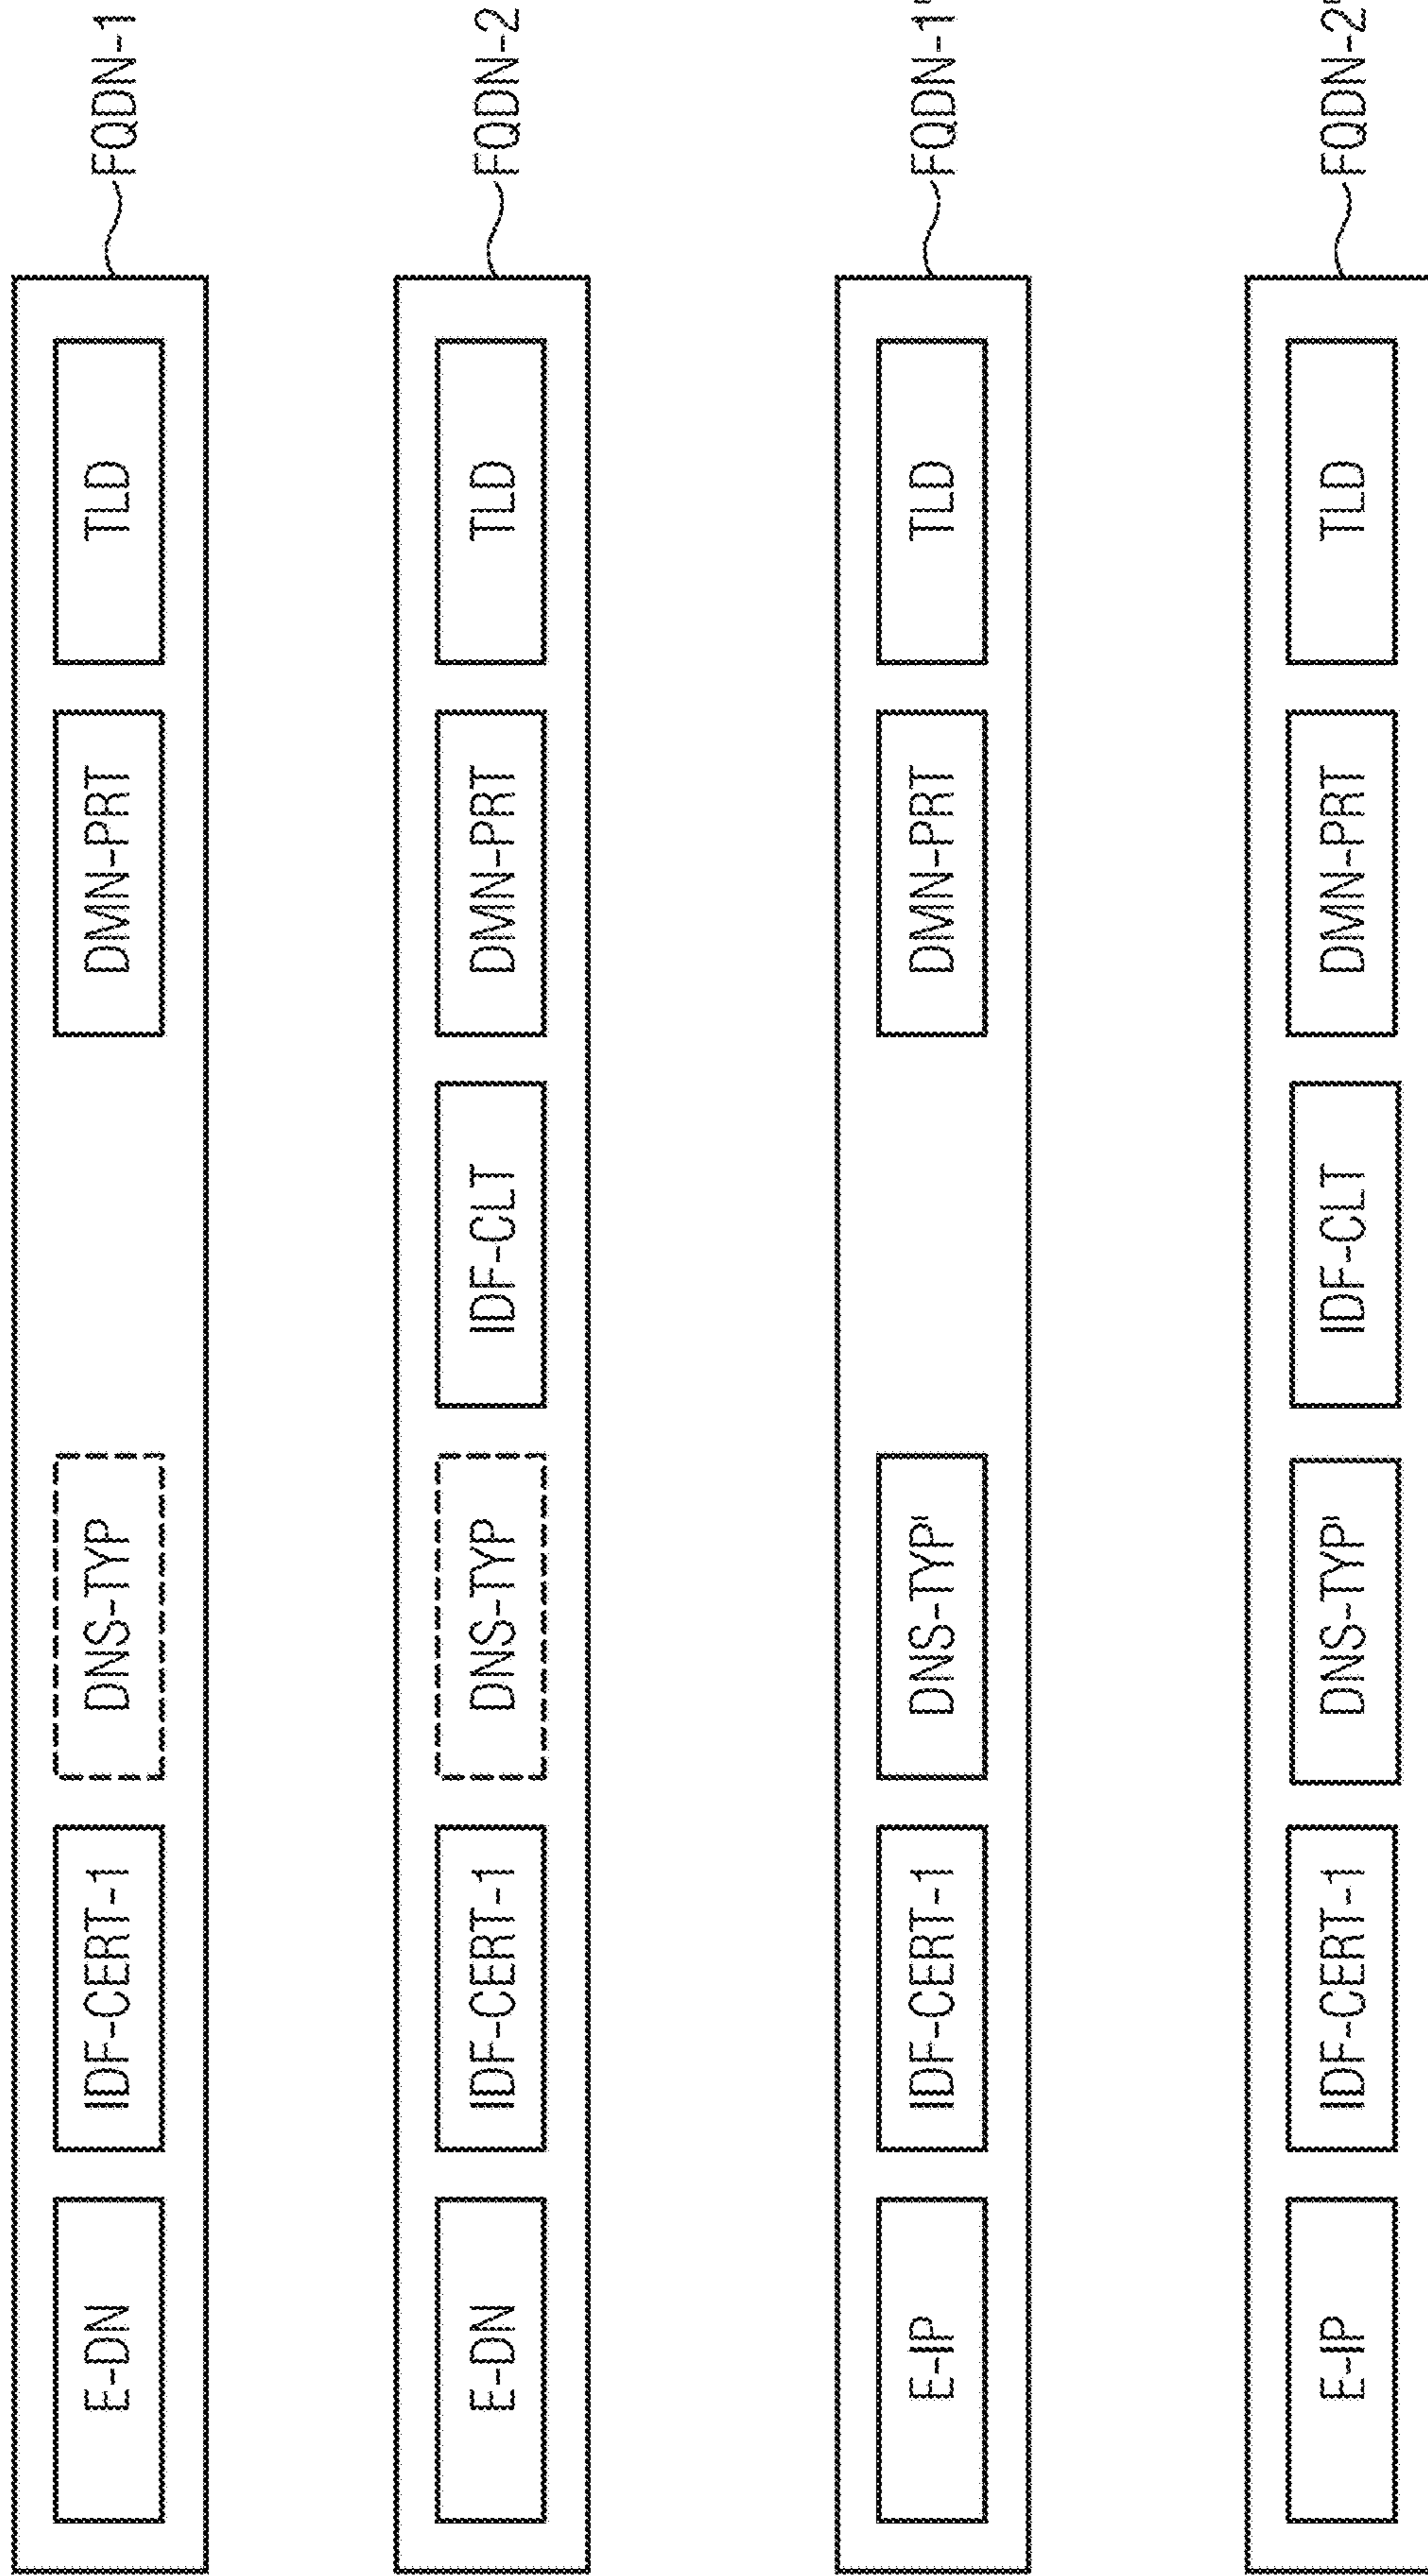 E-DN IDF-CERT-1 DNS-TYP DMN-PRT TLD FQDN-1
E-DN IDF-CERT-1 DNS-TYP IDF-CLT DMN-PRT TLD FQDN-2
E-IP IDF-CERT-1 DNS-TYP' DMN-PRT TLD FQDN-1'
E-IP IDF-CERT-1 DNS-TYP' IDF-CLT DMN-PRT TLD FQDN-2'